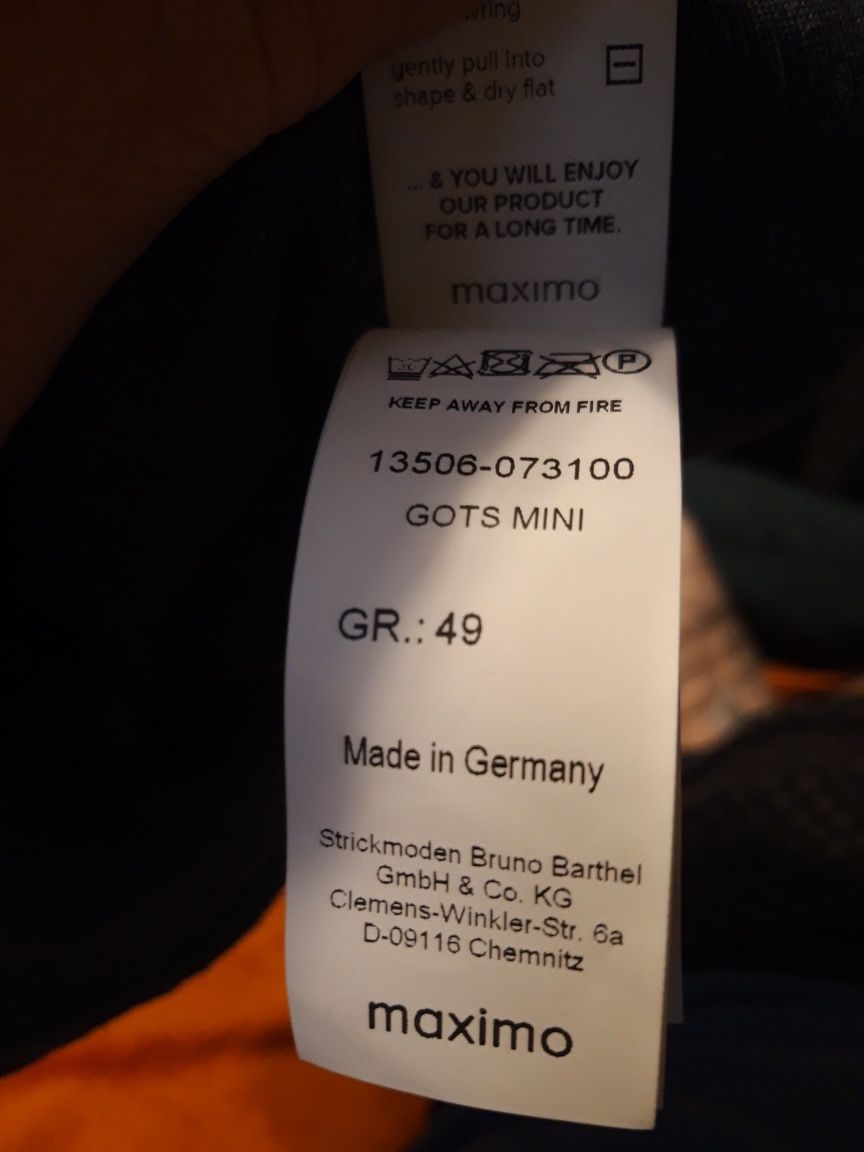 gently pull into
shape & dry flat
... & YOU WILL ENJOY
OUR PRODUCT
FOR A LONG TIME.
maximo
P
KEEP AWAY FROM FIRE
13506-073100
GOTS MINI
GR.: 49
Made in Germany
Strickmoden Bruno Barthel
GmbH & Co. KG
Clemens-Winkler-Str. 6a
D-09116 Chemnitz
maximo